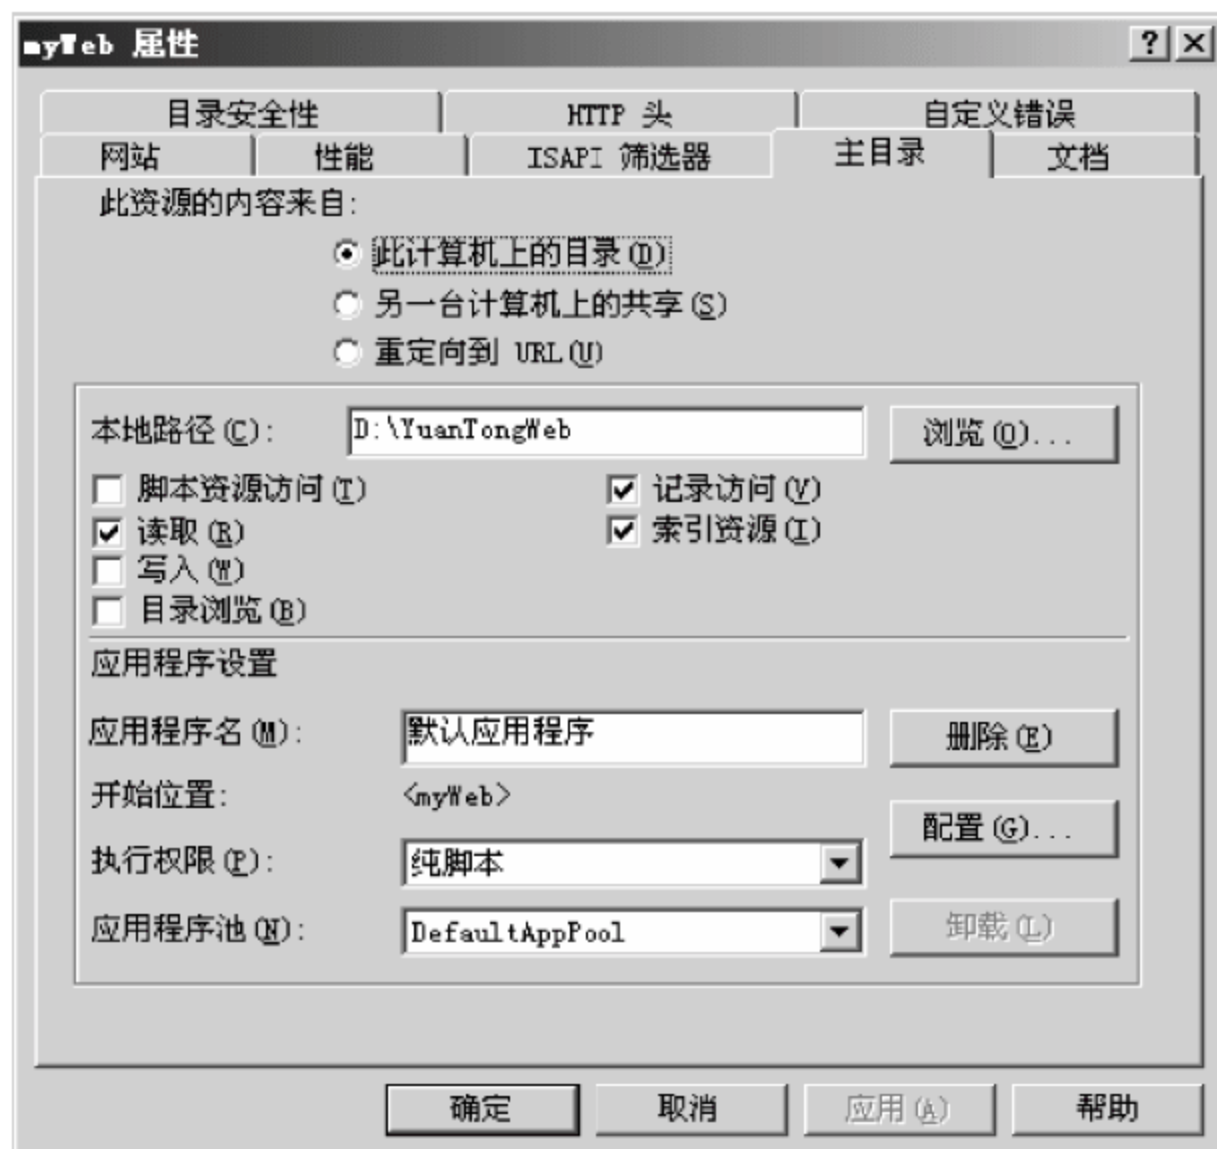 myWeb 属性
目录安全性 HTTP 头 自定义错误
网站 性能 ISAPI 筛选器 主目录 文档
此资源的内容来自:
此计算机上的目录(D)
另一台计算机上的共享(S)
重定向到 URL(U)
本地路径(C): D:\YuanTongWeb 浏览(O)...
脚本资源访问(T) 记录访问(V)
读取(R) 索引资源(I)
写入(W)
目录浏览(B)
应用程序设置
应用程序名(M): 默认应用程序 删除(E)
开始位置: <myWeb>
配置(G)...
执行权限(P): 纯脚本
应用程序池(N): DefaultAppPool 卸载(L)
确定 取消 应用(A) 帮助